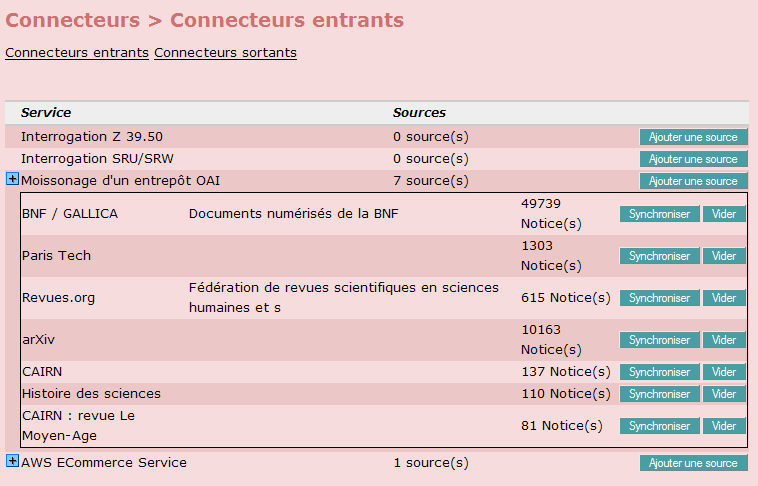 Connecteurs > Connecteurs entrants
Connecteurs entrants Connecteurs sortants
Service Sources
Interrogation Z 39.50 0 source(s) Ajouter une source
Interrogation SRU/SRW 0 source(s) Ajouter une source
Moissonage d'un entrepôt OAI 7 source(s) Ajouter une source
BNF / GALLICA Documents numérisés de la BNF 49739 Notice(s) Synchroniser Vider
Paris Tech 1303 Notice(s) Synchroniser Vider
Revues.org Fédération de revues scientifiques en sciences humaines et s 615 Notice(s) Synchroniser Vider
arXiv 10163 Notice(s) Synchroniser Vider
CAIRN 137 Notice(s) Synchroniser Vider
Histoire des sciences 110 Notice(s) Synchroniser Vider
CAIRN : revue Le Moyen-Age 81 Notice(s) Synchroniser Vider
AWS ECommerce Service 1 source(s) Ajouter une source